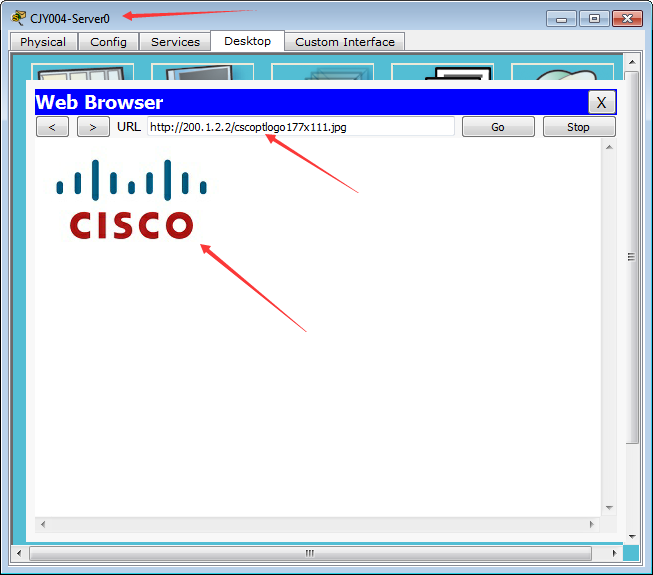 CJY004-Server0
Physical Config Services Desktop Custom Interface
Web Browser X
< > URL http://200.1.2.2/cscoptlogo177x111.jpg Go Stop
CISCO